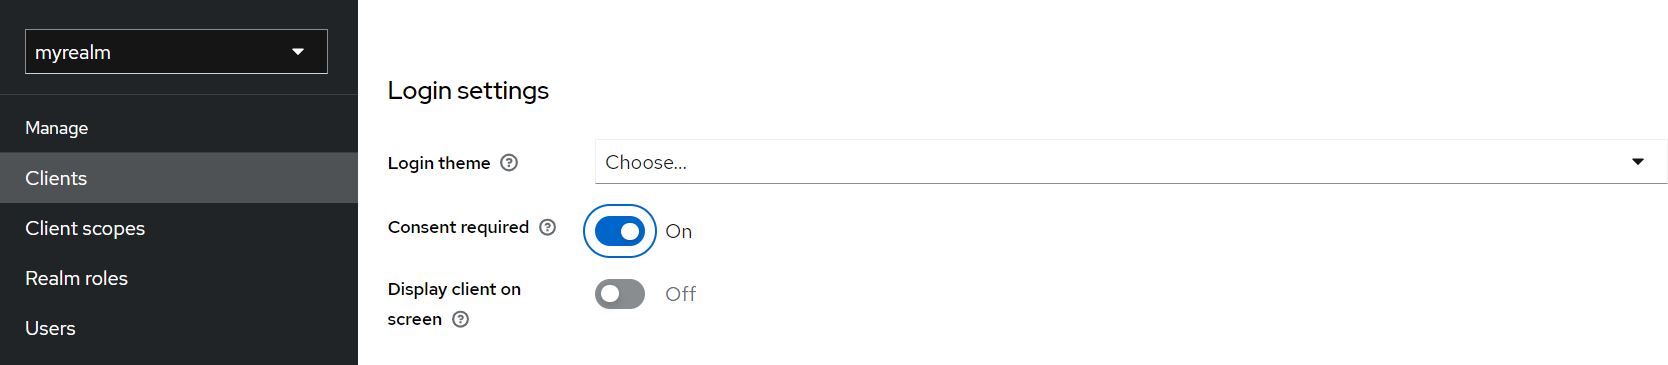 myrealm
Manage
Clients
Client scopes
Realm roles
Users
Login settings
Login theme ?
Choose...
Consent required ?
On
Display client on
screen ?
Off